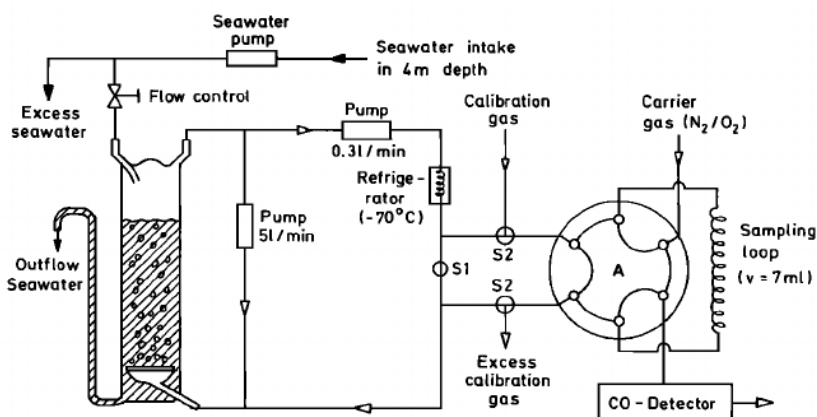 Seawater
pump
Seawater intake
in 4m depth
Excess
seawater
Flow control
Pump
0.3l/min
Calibration
gas
Carrier
gas (N₂/O₂)
Refrige-
rator
(-70°C)
Pump
5l/min
Outflow
Seawater
S1
S2
S2
A
Sampling
loop
(v = 7ml)
Excess
calibration
gas
CO - Detector